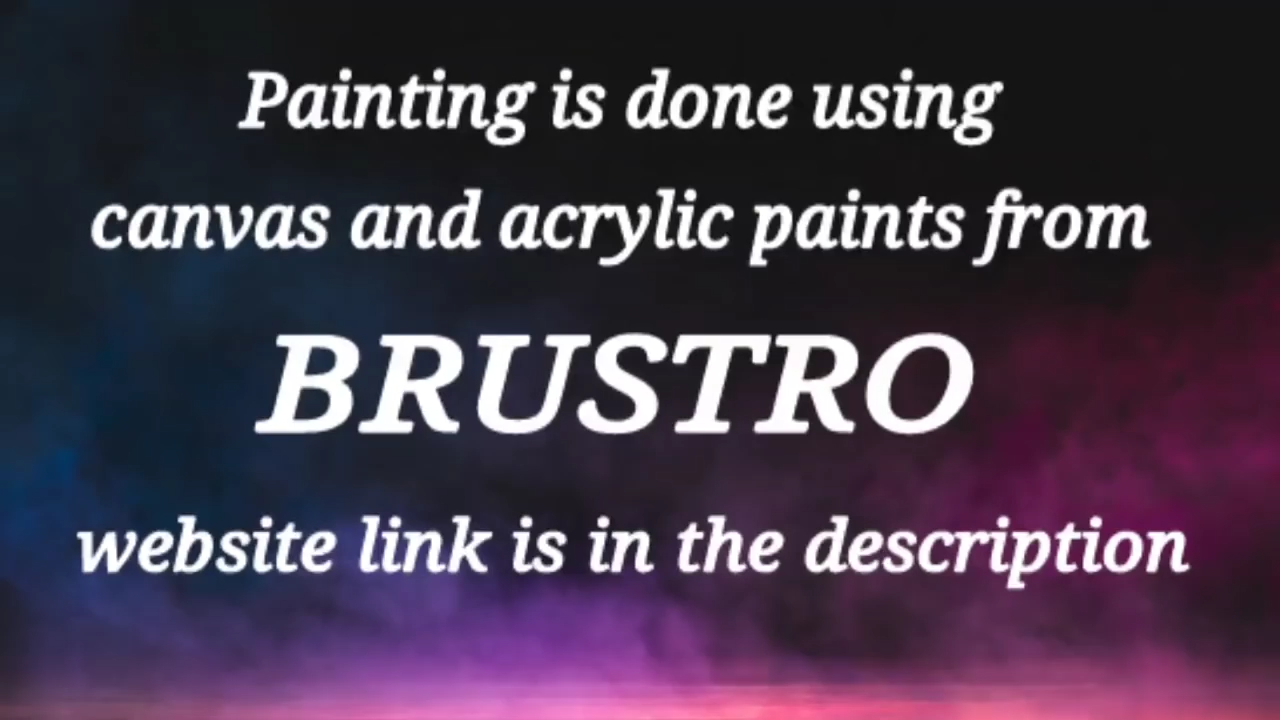 Painting is done using
canvas and acrylic paints from
BRUSTRO
website link is in the description